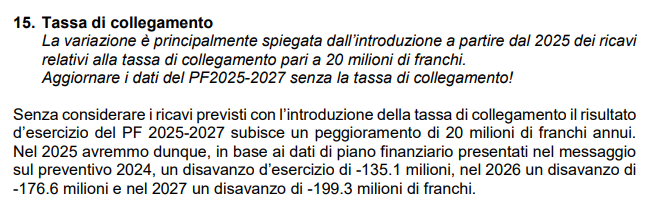 15. Tassa di collegamento
La variazione è principalmente spiegata dall'introduzione a partire dal 2025 dei ricavi
relativi alla tassa di collegamento pari a 20 milioni di franchi.
Aggiornare i dati del PF2025-2027 senza la tassa di collegamento!
Senza considerare i ricavi previsti con l'introduzione della tassa di collegamento il risultato
d'esercizio del PF 2025-2027 subisce un peggioramento di 20 milioni di franchi annui.
Nel 2025 avremmo dunque, in base ai dati di piano finanziario presentati nel messaggio
sul preventivo 2024, un disavanzo d'esercizio di -135.1 milioni, nel 2026 un disavanzo di
-176.6 milioni e nel 2027 un disavanzo di -199.3 milioni di franchi.